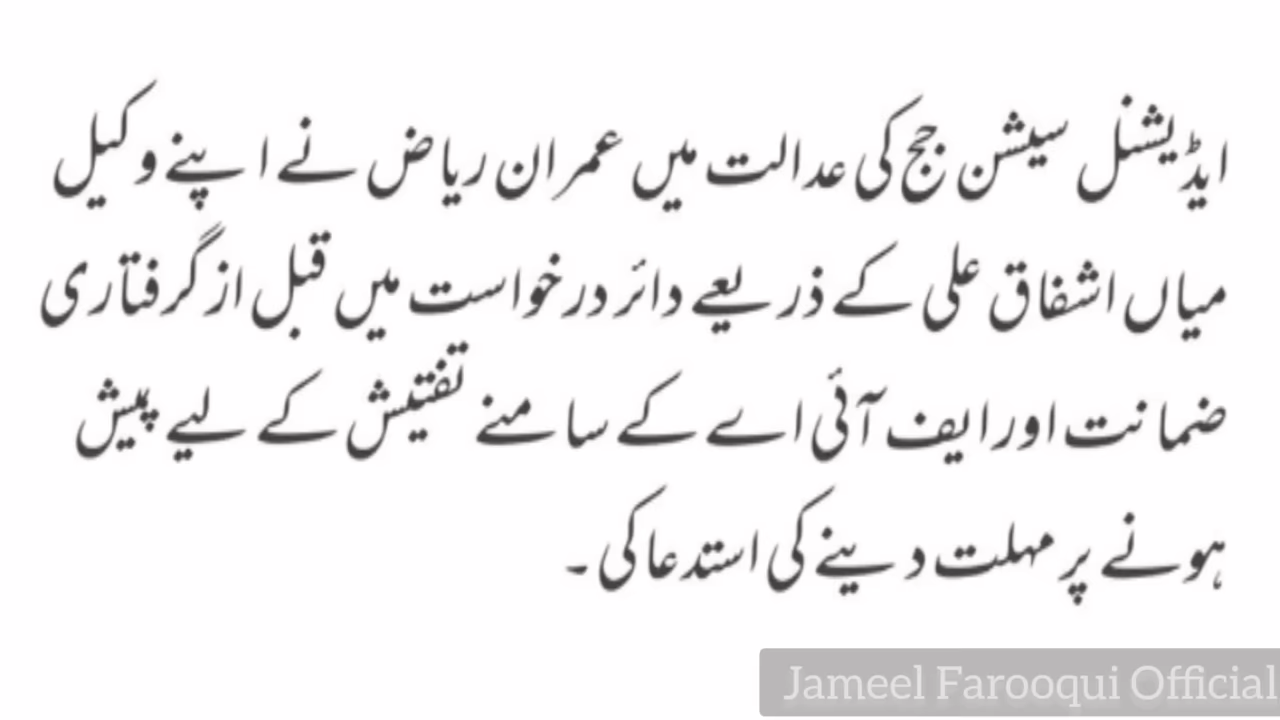 ایڈیشنل سیشن جج کی عدالت میں عمران ریاض نے اپنے وکیل
میاں اشفاق علی کے ذریعے دائر درخواست میں قبل از گرفتاری
ضمانت اور ایف آئی اے کے سامنے تفتیش کے لیے پیش
ہونے پر مہلت دینے کی استدعا کی۔
Jameel Farooqui Official